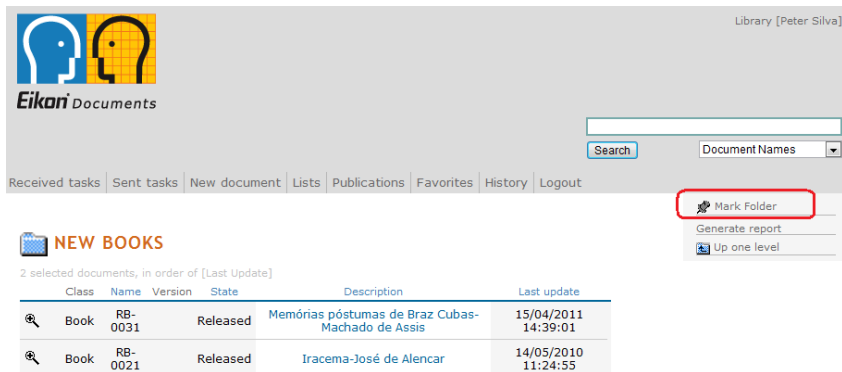 Library [Peter Silva]
Eikon Documents
Search
Document Names
Received tasks Sent tasks New document Lists Publications Favorites History Logout
Mark Folder
Generate report
Up one level
NEW BOOKS
2 selected documents, in order of [Last Update]
Class Name Version State Description Last update
Book RB-0031 Released Memórias póstumas de Braz Cubas-Machado de Assis 15/04/2011 14:39:01
Book RB-0021 Released Iracema-José de Alencar 14/05/2010 11:24:55